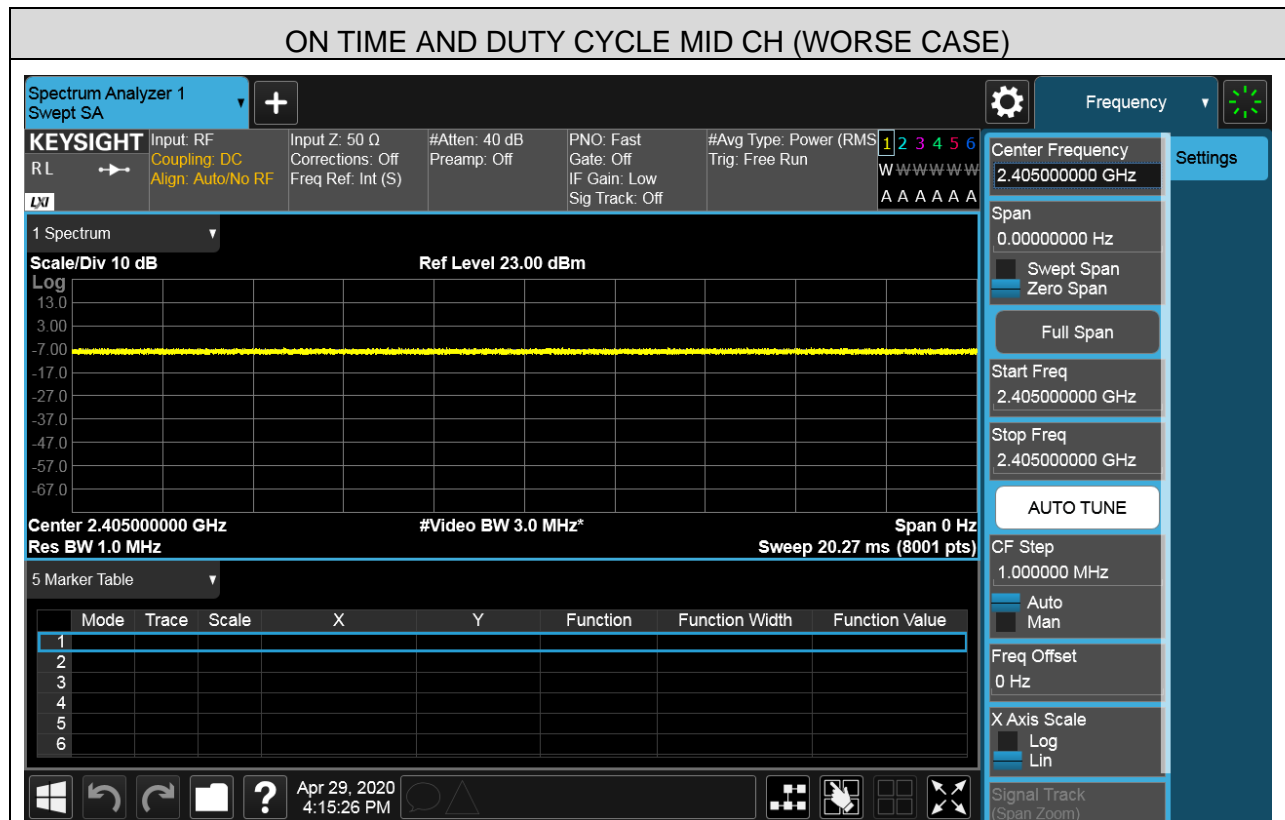 ON TIME AND DUTY CYCLE MID CH (WORSE CASE)
Spectrum Analyzer 1
Swept SA
Frequency
KEYSIGHT
RL
LXI
Input: RF
Coupling: DC
Align: Auto/No RF
Input Z: 50 Ω
Corrections: Off
Freq Ref: Int (S)
#Atten: 40 dB
Preamp: Off
PNO: Fast
Gate: Off
IF Gain: Low
Sig Track: Off
#Avg Type: Power (RMS
Trig: Free Run
1 2 3 4 5 6
W W W W W W
A A A A A A
1 Spectrum
Scale/Div 10 dB
Ref Level 23.00 dBm
Log
13.0
3.00
-7.00
-17.0
-27.0
-37.0
-47.0
-57.0
-67.0
Center 2.405000000 GHz
#Video BW 3.0 MHz*
Span 0 Hz
Res BW 1.0 MHz
Sweep 20.27 ms (8001 pts)
5 Marker Table
Mode Trace Scale X Y Function Function Width Function Value
1
2
3
4
5
6
Apr 29, 2020
4:15:26 PM
Center Frequency
2.405000000 GHz
Settings
Span
0.00000000 Hz
Swept Span
Zero Span
Full Span
Start Freq
2.405000000 GHz
Stop Freq
2.405000000 GHz
AUTO TUNE
CF Step
1.000000 MHz
Auto
Man
Freq Offset
0 Hz
X Axis Scale
Log
Lin
Signal Track
(Span Zoom)